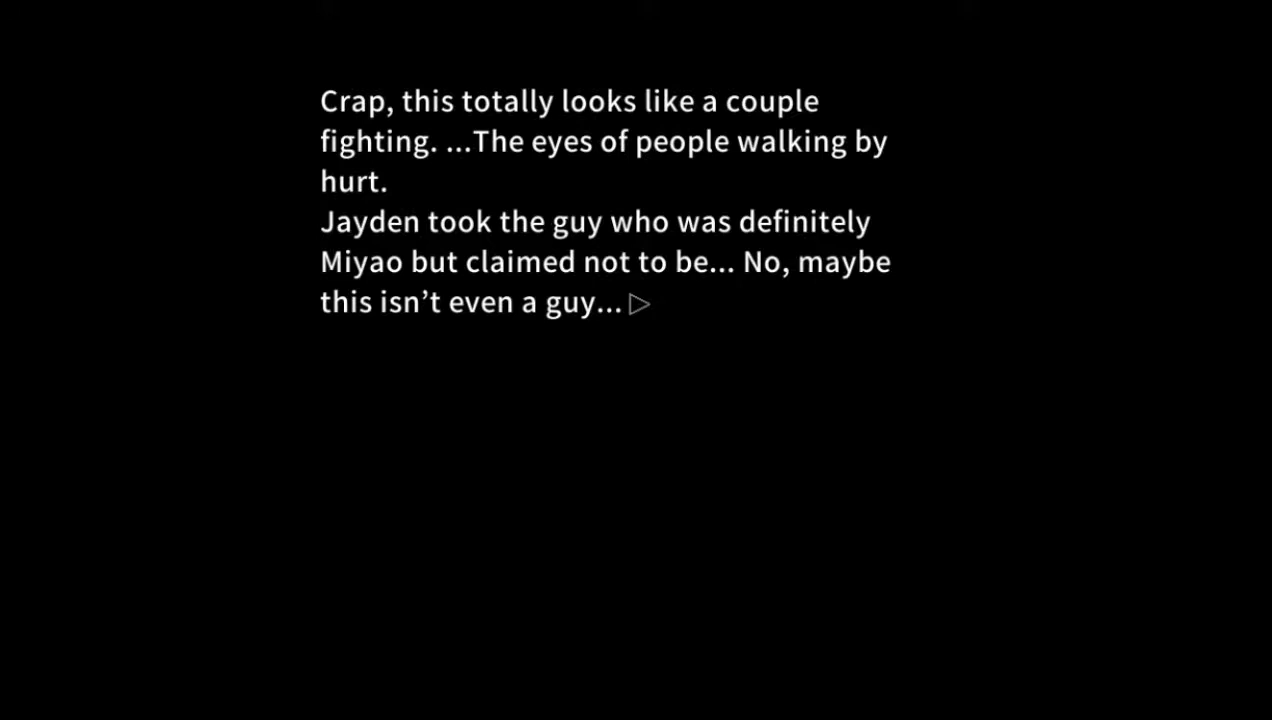 Crap, this totally looks like a couple
fighting. ...The eyes of people walking by
hurt.
Jayden took the guy who was definitely
Miyao but claimed not to be... No, maybe
this isn’t even a guy... ▷